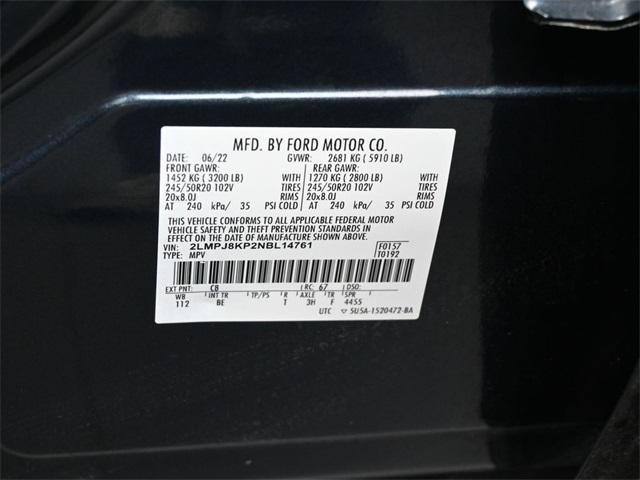 MFD. BY FORD MOTOR CO.
DATE: 06/22 GVWR: 2681 KG ( 5910 LB)
FRONT GAWR: REAR GAWR:
1452 KG ( 3200 LB) WITH 1270 KG ( 2800 LB) WITH
245/50R20 102V TIRES 245/50R20 102V TIRES
20x8.0J RIMS 20x8.0J RIMS
AT 240 kPa/ 35 PSI COLD AT 240 kPa/ 35 PSI COLD
THIS VEHICLE CONFORMS TO ALL APPLICABLE FEDERAL MOTOR
VEHICLE SAFETY AND THEFT PREVENTION STANDARDS IN
EFFECT ON THE DATE OF MANUFACTURE SHOWN ABOVE.
VIN: 2LMPJ8KP2NBL14761 F0157
TYPE: MPV T0192
EXT PNT: CB RC: 67 DSO:
WB INT TR TP/PS R AXLE TR SPR
112 BE T 3H F 4455
UTC 5U5A-1520472-BA